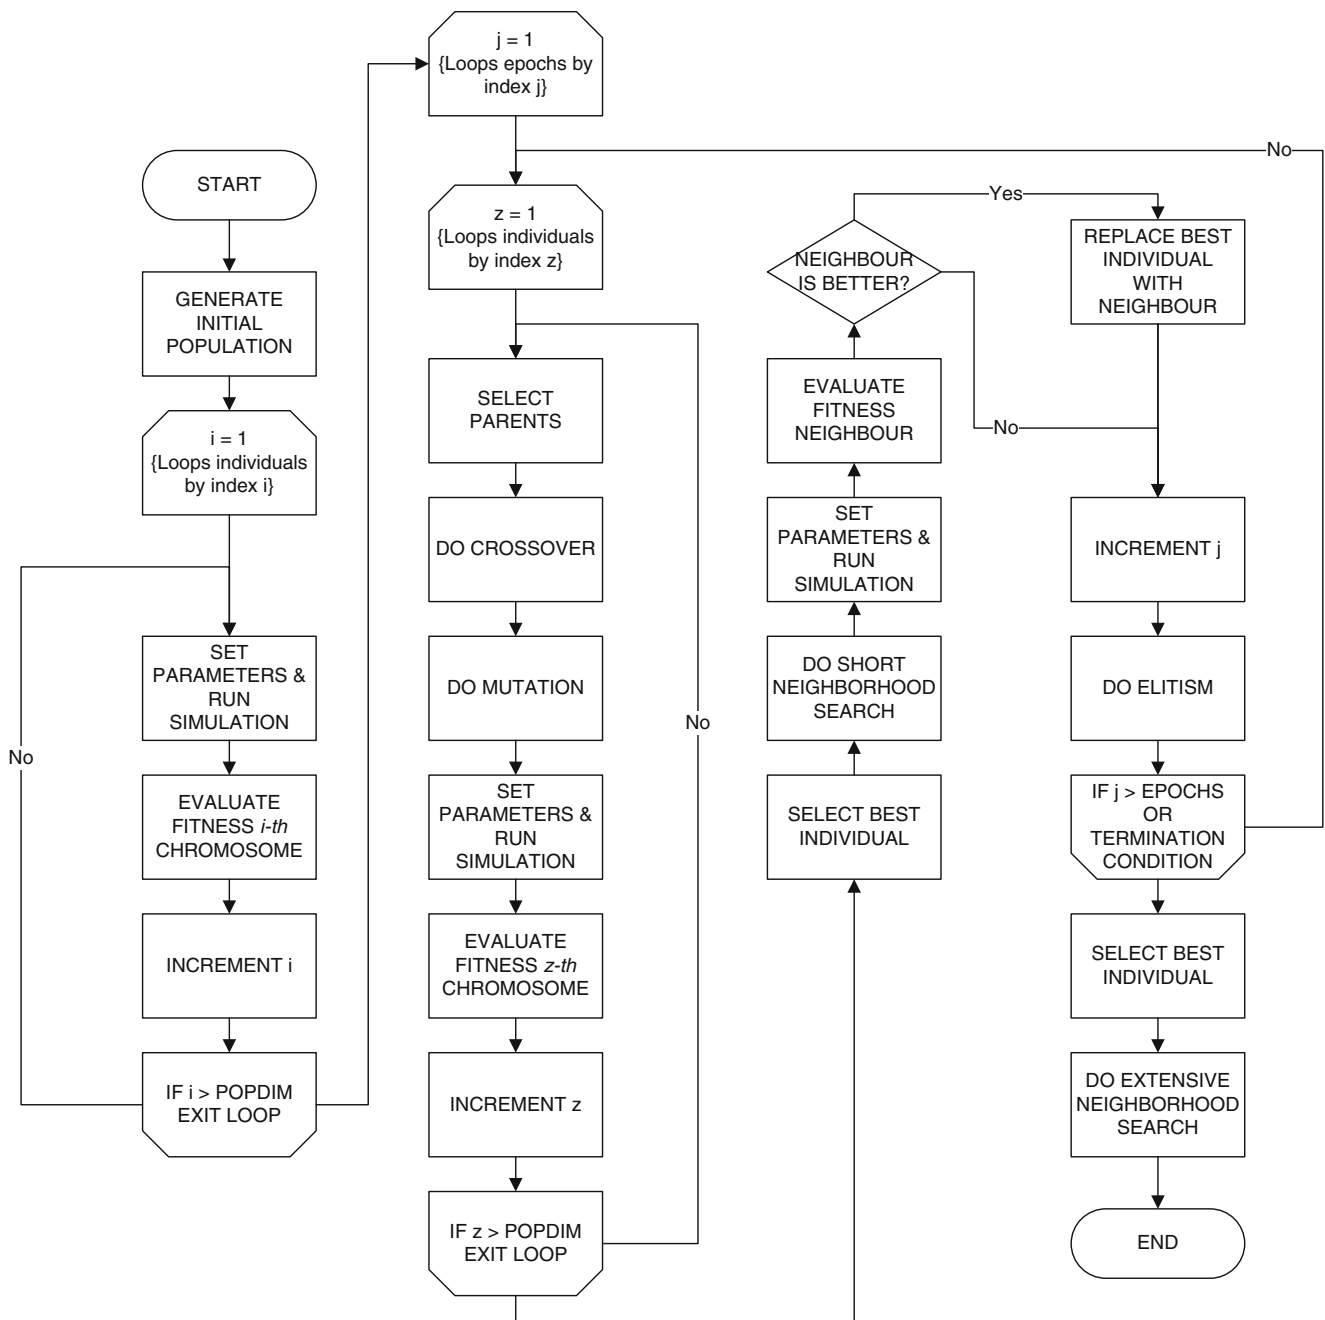 START
GENERATE
INITIAL
POPULATION
i = 1
{Loops individuals
by index i}
SET
PARAMETERS &
RUN
SIMULATION
No
EVALUATE
FITNESS i-th
CHROMOSOME
INCREMENT i
IF i > POPDIM
EXIT LOOP
j = 1
{Loops epochs by
index j}
z = 1
{Loops individuals
by index z}
SELECT
PARENTS
DO CROSSOVER
DO MUTATION
No
SET
PARAMETERS &
RUN
SIMULATION
EVALUATE
FITNESS z-th
CHROMOSOME
INCREMENT z
IF z > POPDIM
EXIT LOOP
NEIGHBOUR
IS BETTER?
Yes
No
EVALUATE
FITNESS
NEIGHBOUR
SET
PARAMETERS &
RUN
SIMULATION
DO SHORT
NEIGHBORHOOD
SEARCH
SELECT BEST
INDIVIDUAL
No
REPLACE BEST
INDIVIDUAL
WITH
NEIGHBOUR
INCREMENT j
DO ELITISM
IF j > EPOCHS
OR
TERMINATION
CONDITION
SELECT BEST
INDIVIDUAL
DO EXTENSIVE
NEIGHBORHOOD
SEARCH
END